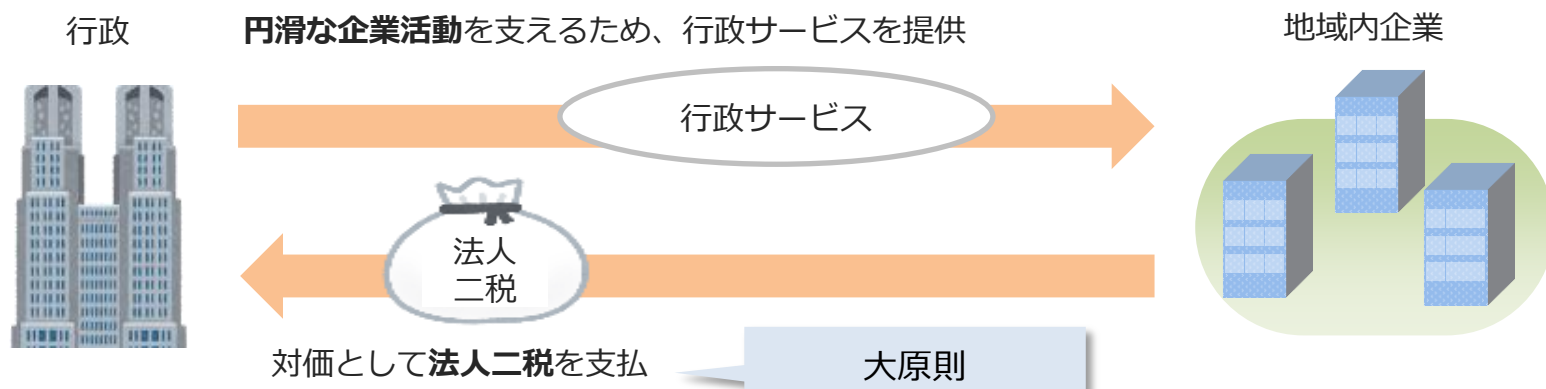 行政
円滑な企業活動を支えるため、行政サービスを提供
地域内企業
行政サービス
法人
二税
対価として法人二税を支払
大原則